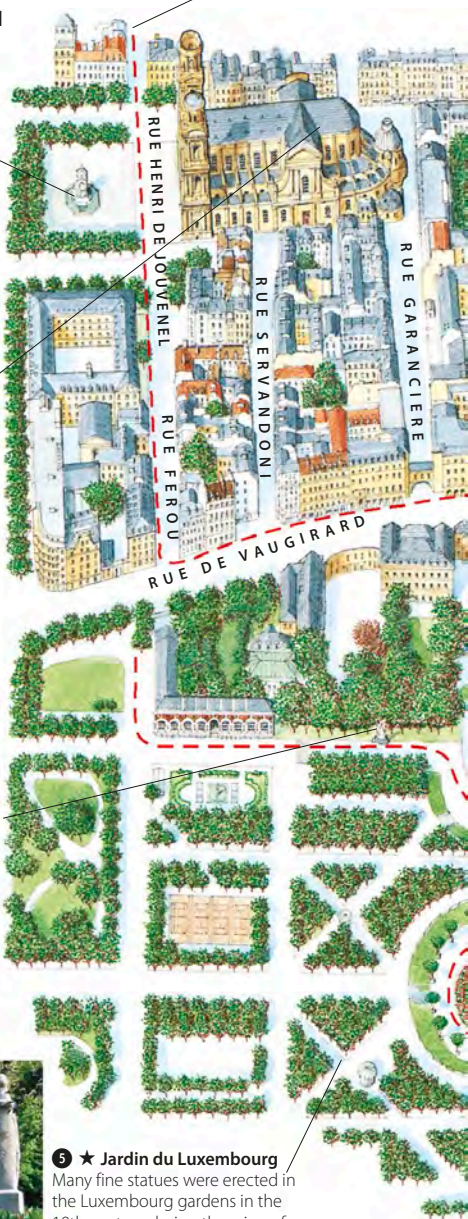 RUE HENRI DE JOUVENEL
RUE FEROU
RUE SERVANDONI
RUE GARANCIERE
RUE DE VAUGIRARD
5 ★ Jardin du Luxembourg
Many fine statues were erected in
the Luxembourg gardens in the